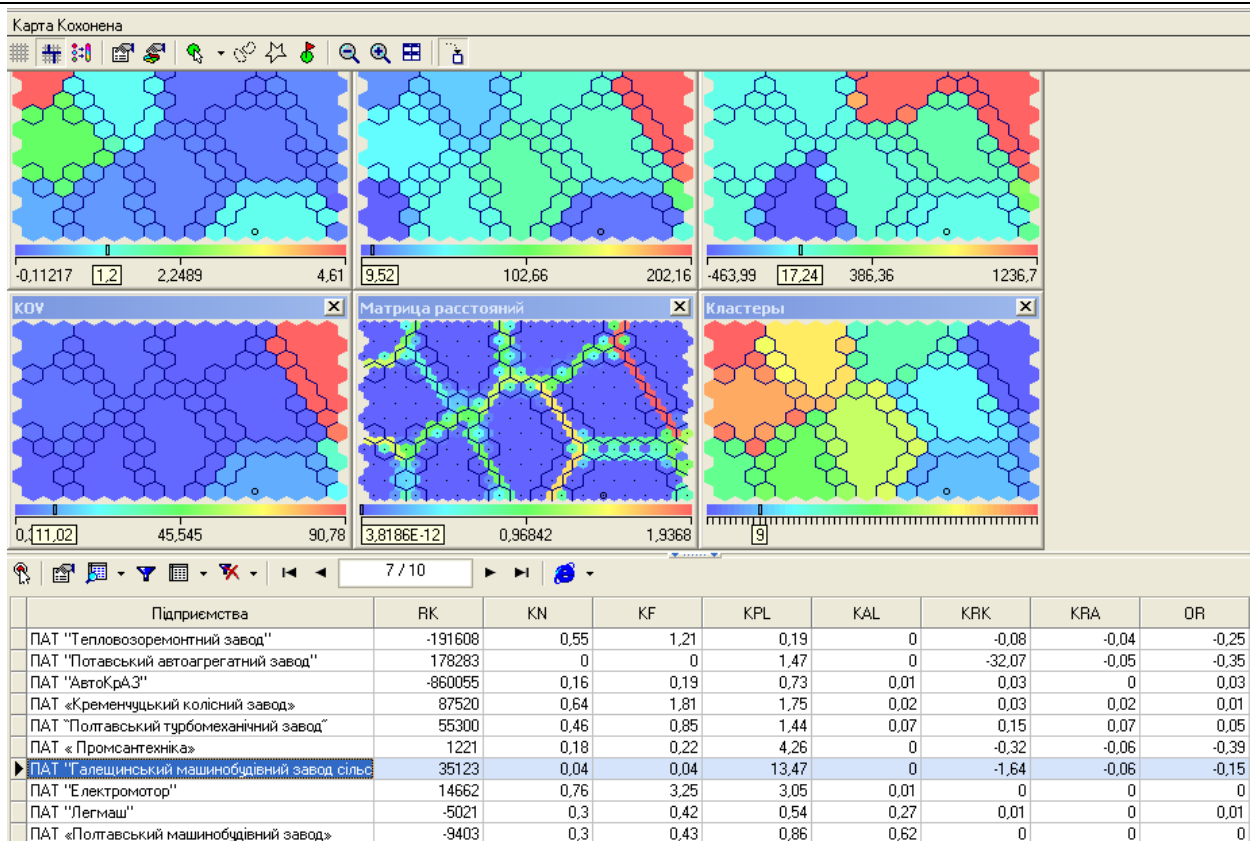 Карта Кохонена
-0,11217 1,2 2,2489 4,61
9,52 102,66 202,16
-463,99 17,24 386,36 1236,7
KOV
Матрица расстояний
Кластеры
11,02 45,545 90,78
3,8186E-12 0,96842 1,9368
9
7 / 10
Підприємства RK KN KF KPL KAL KRK KRA OR
ПАТ "Тепловозоремонтний завод" -191608 0,55 1,21 0,19 0 -0,08 -0,04 -0,25
ПАТ "Потавський автоагрегатний завод" 178283 0 0 1,47 0 -32,07 -0,05 -0,35
ПАТ "АвтоКрАЗ" -860055 0,16 0,19 0,73 0,01 0,03 0 0,03
ПАТ «Кременчуцький колісний завод» 87520 0,64 1,81 1,75 0,02 0,03 0,02 0,01
ПАТ "Полтавський турбомеханічний завод" 55300 0,46 0,85 1,44 0,07 0,15 0,07 0,05
ПАТ « Промсантехніка» 1221 0,18 0,22 4,26 0 -0,32 -0,06 -0,39
ПАТ "Галещинський машинобудівний завод сільс 35123 0,04 0,04 13,47 0 -1,64 -0,06 -0,15
ПАТ "Електромотор" 14662 0,76 3,25 3,05 0,01 0 0 0
ПАТ "Легмаш" -5021 0,3 0,42 0,54 0,27 0,01 0 0,01
ПАТ «Полтавський машинобудівний завод» -9403 0,3 0,43 0,86 0,62 0 0 0